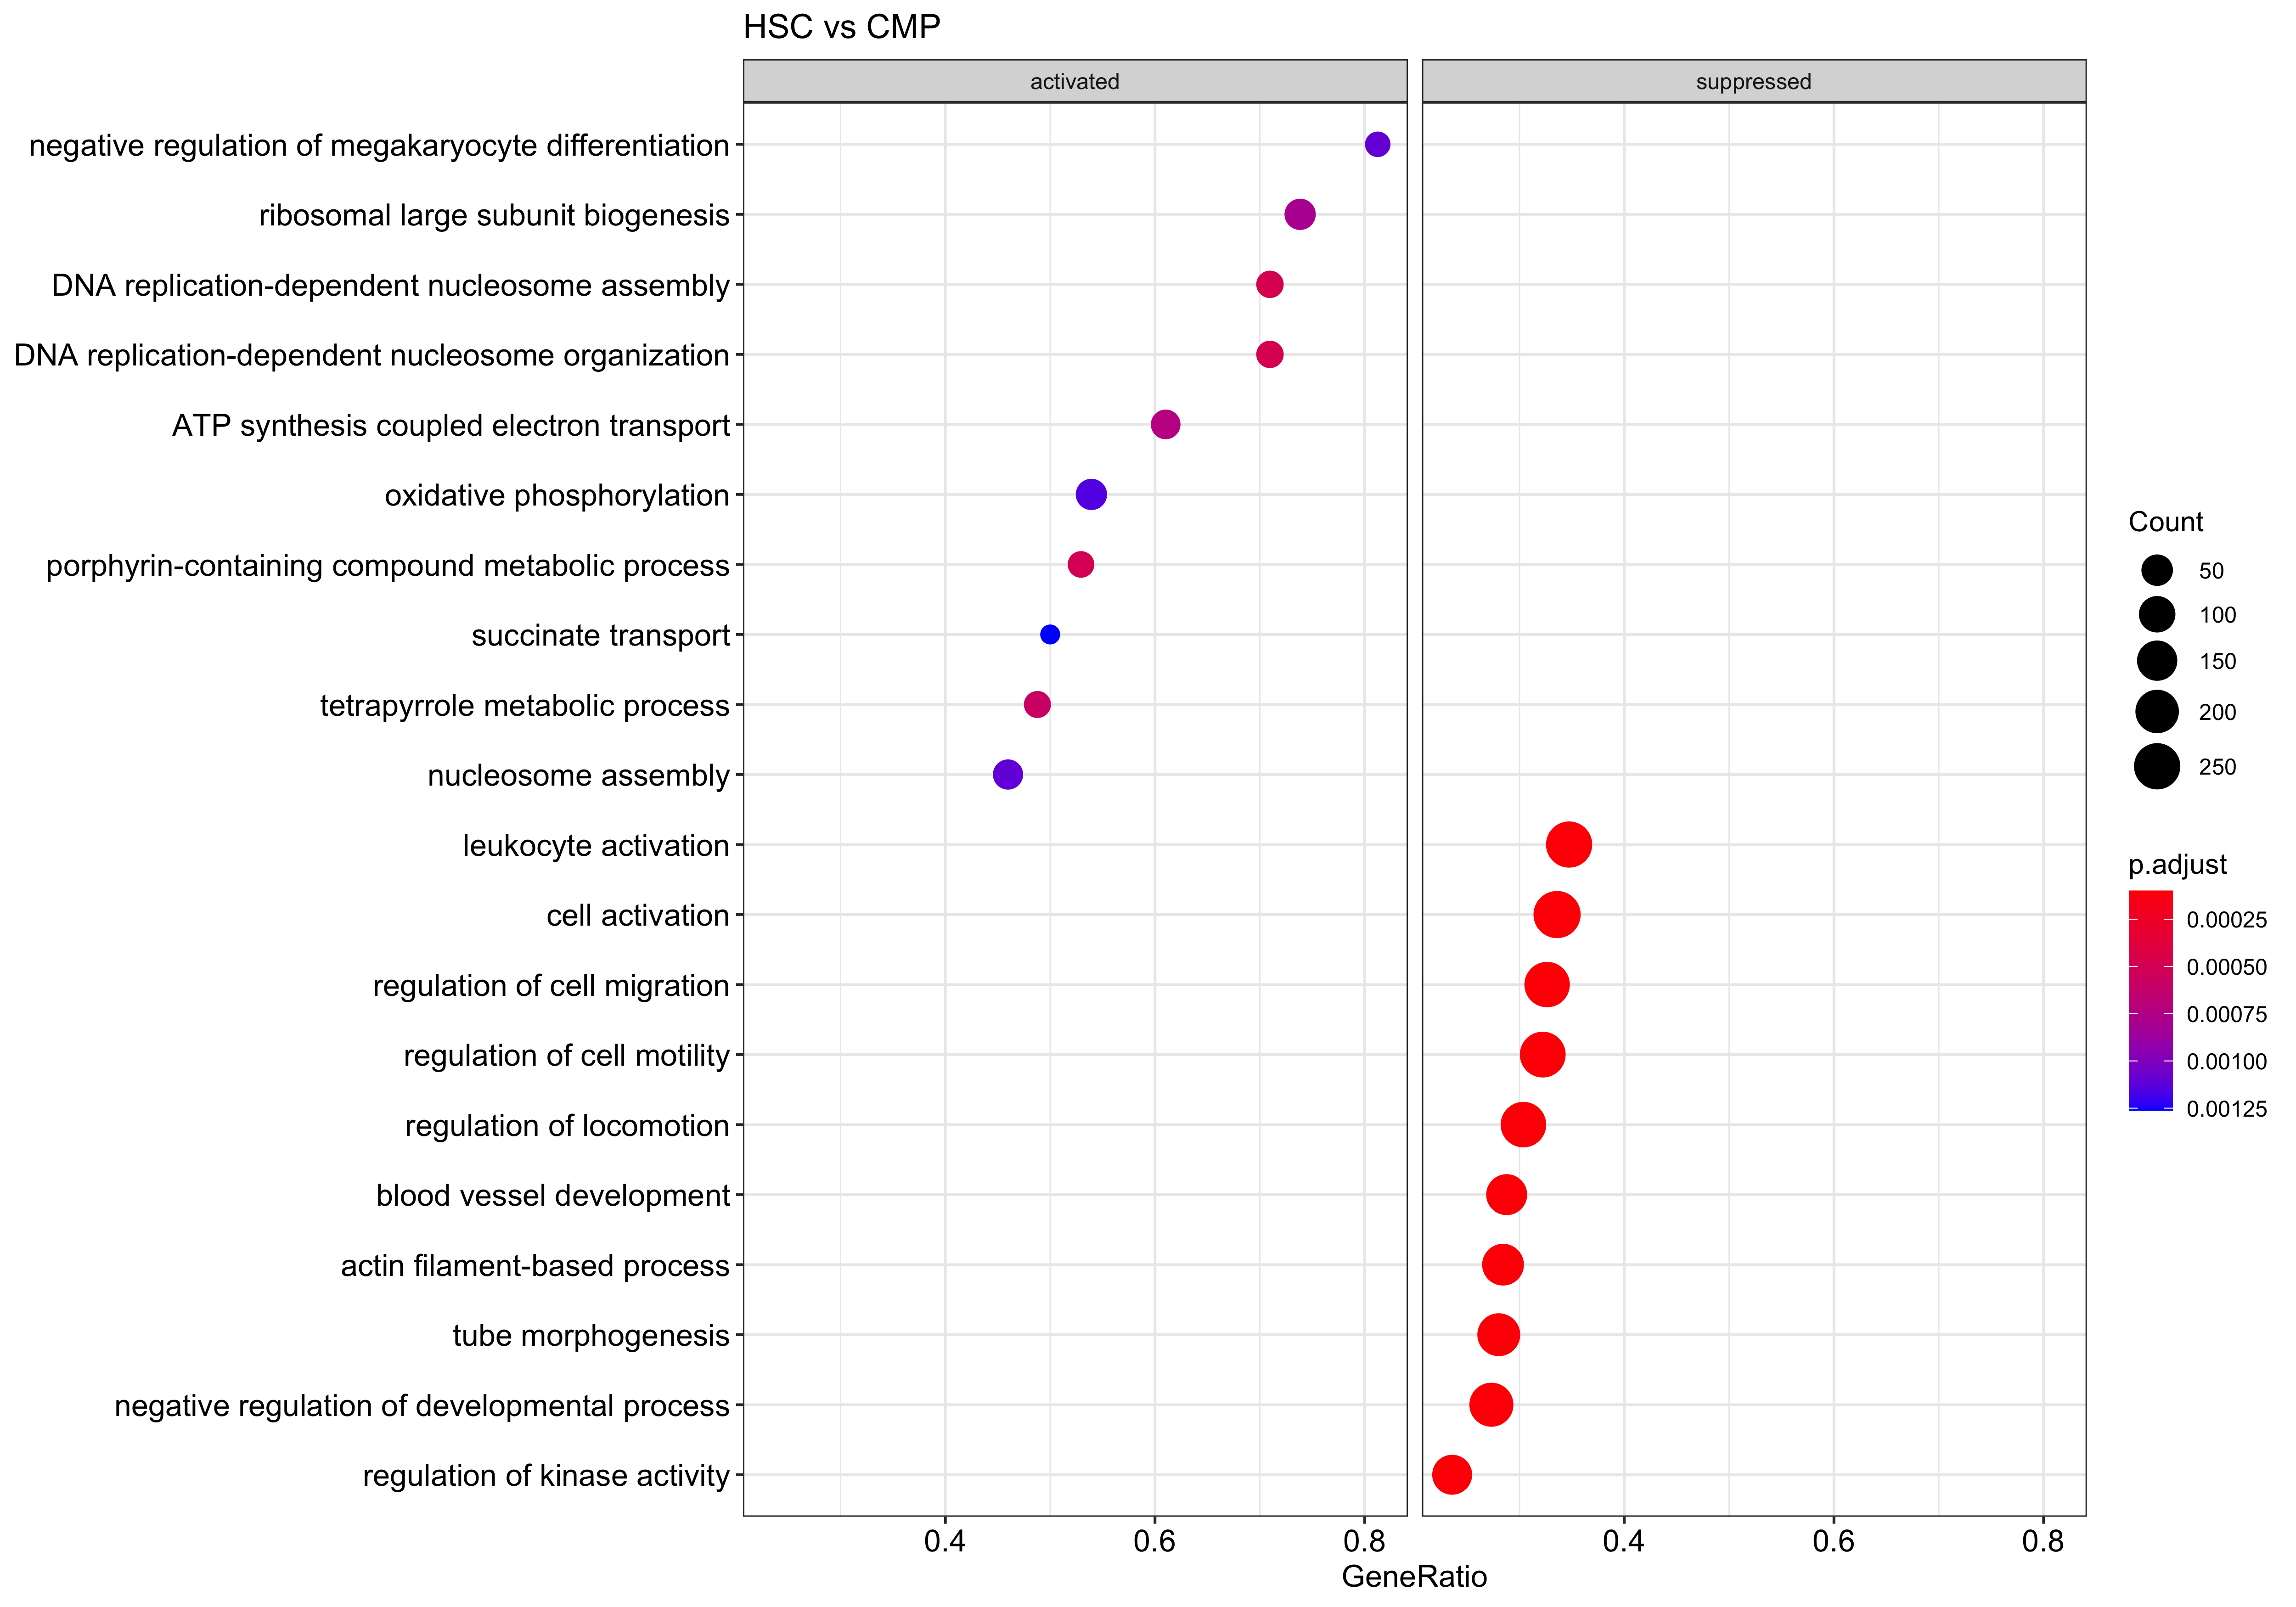 HSC vs CMP
activated
suppressed
negative regulation of megakaryocyte differentiation
ribosomal large subunit biogenesis
DNA replication-dependent nucleosome assembly
DNA replication-dependent nucleosome organization
ATP synthesis coupled electron transport
oxidative phosphorylation
porphyrin-containing compound metabolic process
succinate transport
tetrapyrrole metabolic process
nucleosome assembly
leukocyte activation
cell activation
regulation of cell migration
regulation of cell motility
regulation of locomotion
blood vessel development
actin filament-based process
tube morphogenesis
negative regulation of developmental process
regulation of kinase activity
0.4 0.6 0.8 0.4 0.6 0.8
GeneRatio
Count
50
100
150
200
250
p.adjust
0.00025
0.00050
0.00075
0.00100
0.00125